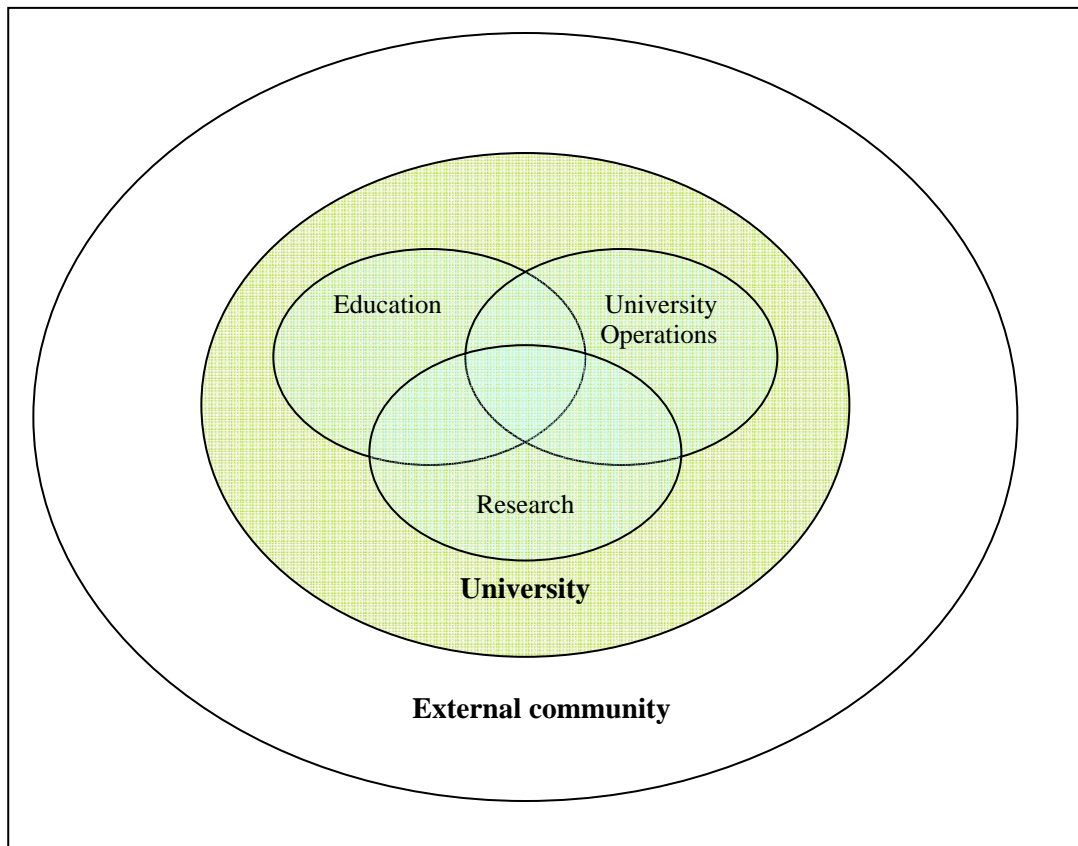 Education
University
Operations
Research
University
External community